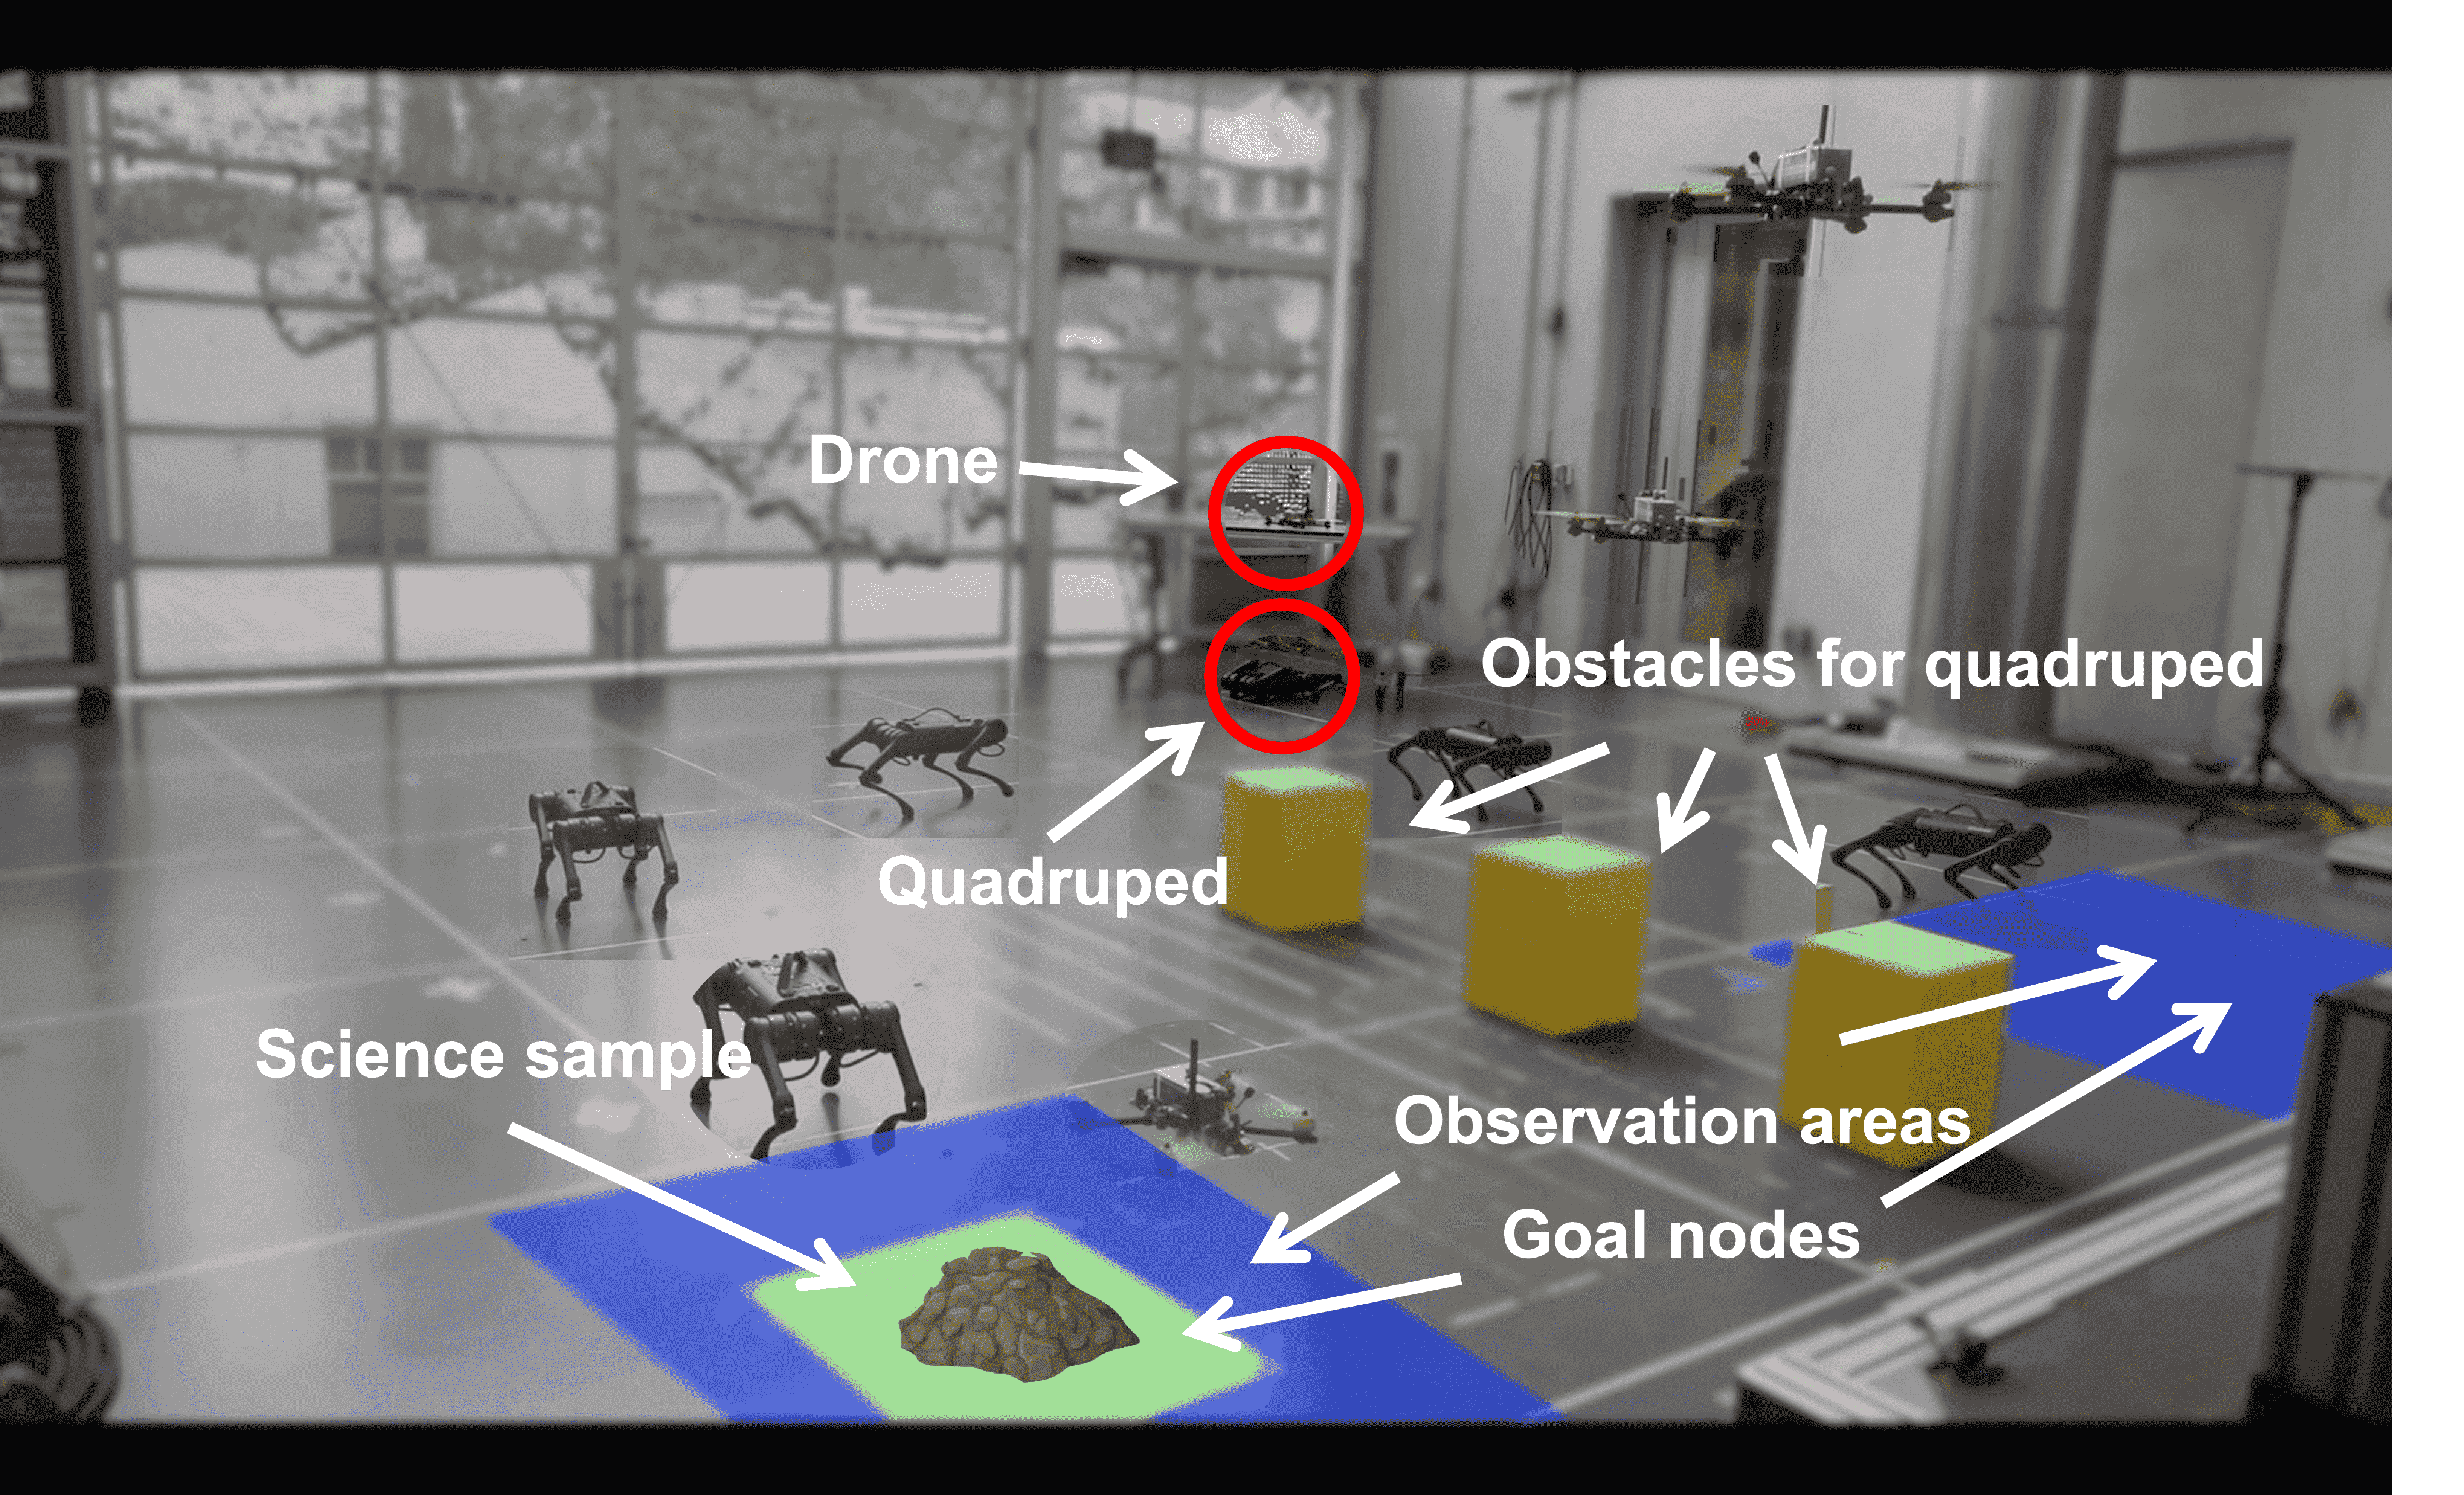 Drone
Obstacles for quadruped
Quadruped
Science sample
Observation areas
Goal nodes